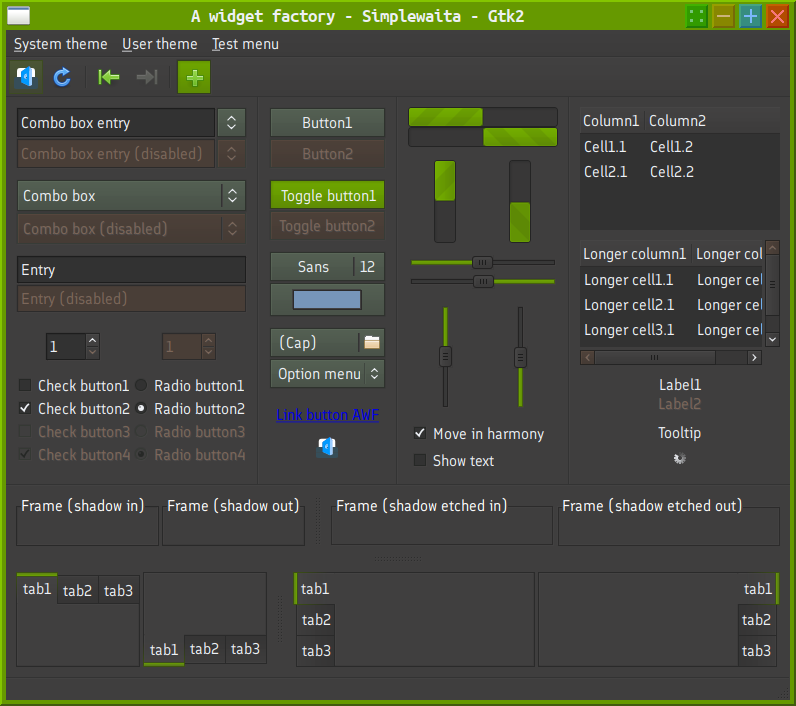 A widget factory - Simplewaita - Gtk2
System theme User theme Test menu
Combo box entry
Combo box entry (disabled)
Combo box
Combo box (disabled)
Entry
Entry (disabled)
1 1
Check button1 Radio button1
Check button2 Radio button2
Check button3 Radio button3
Check button4 Radio button4
Button1
Button2
Toggle button1
Toggle button2
Sans 12
(Cap)
Option menu
Link button AWF
Move in harmony
Show text
Column1 Column2
Cell1.1 Cell1.2
Cell2.1 Cell2.2
Longer column1 Longer col
Longer cell1.1 Longer ce
Longer cell2.1 Longer ce
Longer cell3.1 Longer ce
Label1
Label2
Tooltip
Frame (shadow in) Frame (shadow out) Frame (shadow etched in) Frame (shadow etched out)
tab1 tab2 tab3
tab1 tab2 tab3
tab1
tab2
tab3
tab1
tab2
tab3